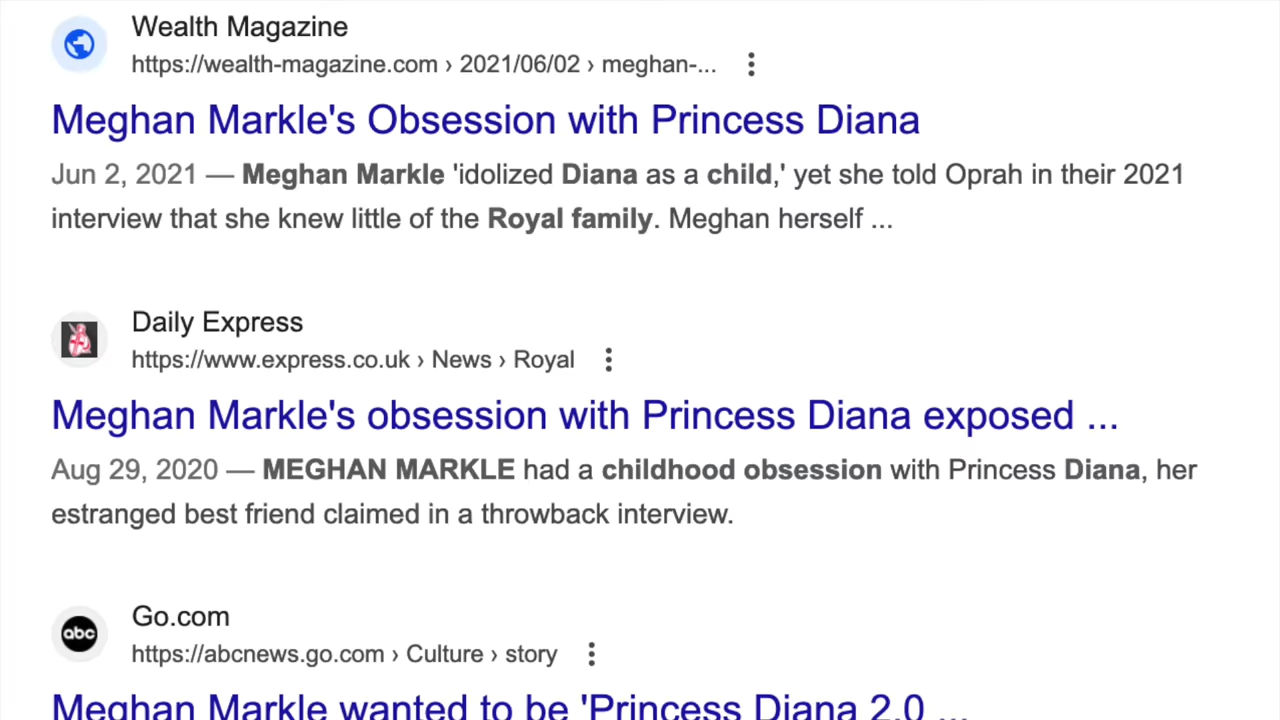 Wealth Magazine
https://wealth-magazine.com › 2021/06/02 › meghan-...
Meghan Markle's Obsession with Princess Diana
Jun 2, 2021 — Meghan Markle 'idolized Diana as a child,' yet she told Oprah in their 2021
interview that she knew little of the Royal family. Meghan herself ...
Daily Express
https://www.express.co.uk › News › Royal
Meghan Markle's obsession with Princess Diana exposed ...
Aug 29, 2020 — MEGHAN MARKLE had a childhood obsession with Princess Diana, her
estranged best friend claimed in a throwback interview.
Go.com
abc
https://abcnews.go.com › Culture › story
Meghan Markle wanted to be 'Princess Diana 2.0 ...